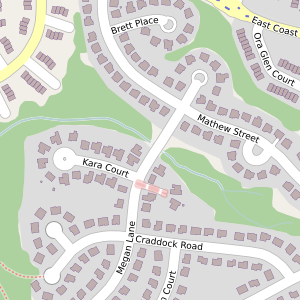 Brett Place
East Coast
Ora Glen Court
Mathew Street
Kara Court
Megan Lane
Craddock Road
Court